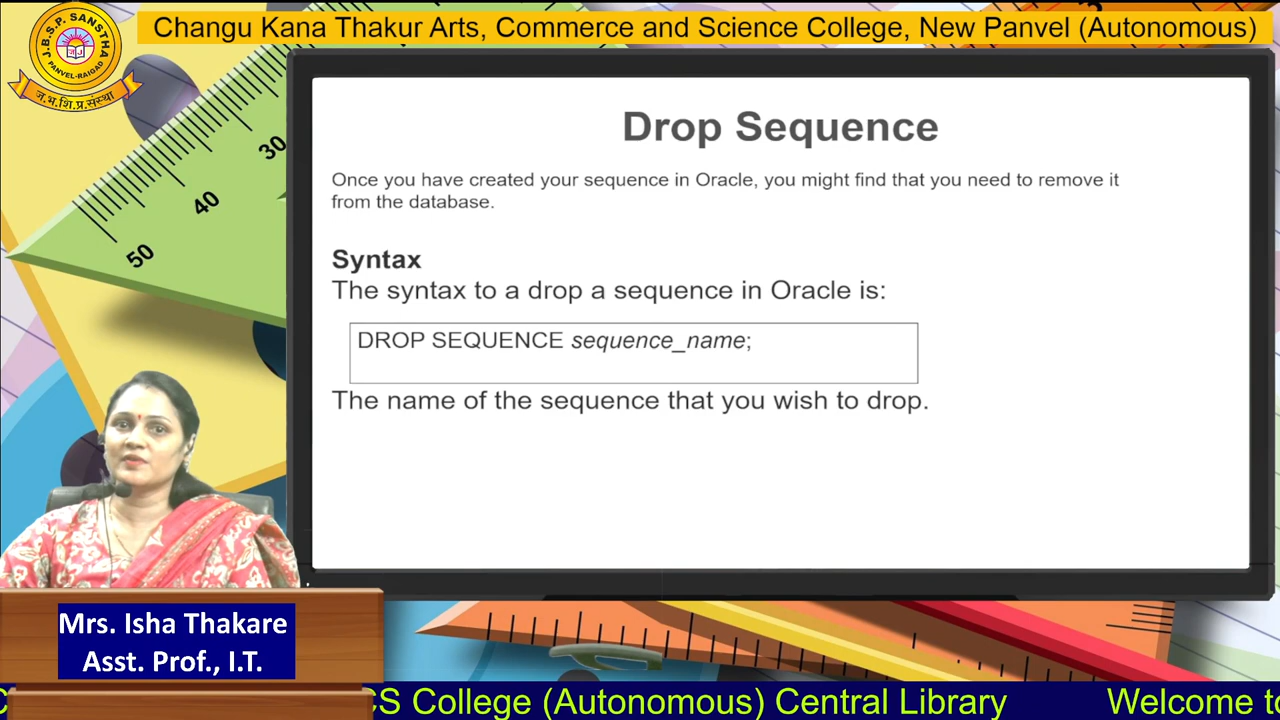 Changu Kana Thakur Arts, Commerce and Science College, New Panvel (Autonomous)
J.B.S.P. SANSTHA
PANVEL-RAIGAD
ज.भ.शि.प्र.संस्था
30
40
50
Drop Sequence
Once you have created your sequence in Oracle, you might find that you need to remove it
from the database.
Syntax
The syntax to a drop a sequence in Oracle is:
DROP SEQUENCE sequence_name;
The name of the sequence that you wish to drop.
Mrs. Isha Thakare
Asst. Prof., I.T.
CS College (Autonomous) Central Library Welcome to